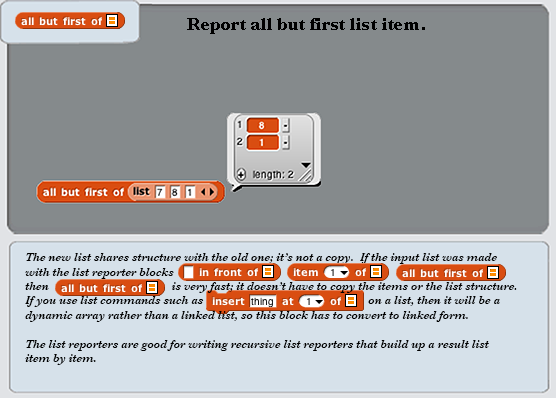 all but first of
Report all but first list item.
1 8 -
2 1 -
+ length: 2
all but first of list 7 8 1
The new list shares structure with the old one; it's not a copy. If the input list was made
with the list reporter blocks in front of item 1 of all but first of
then all but first of is very fast; it doesn't have to copy the items or the list structure.
If you use list commands such as insert thing at 1 of on a list, then it will be a
dynamic array rather than a linked list, so this block has to convert to linked form.
The list reporters are good for writing recursive list reporters that build up a result list
item by item.